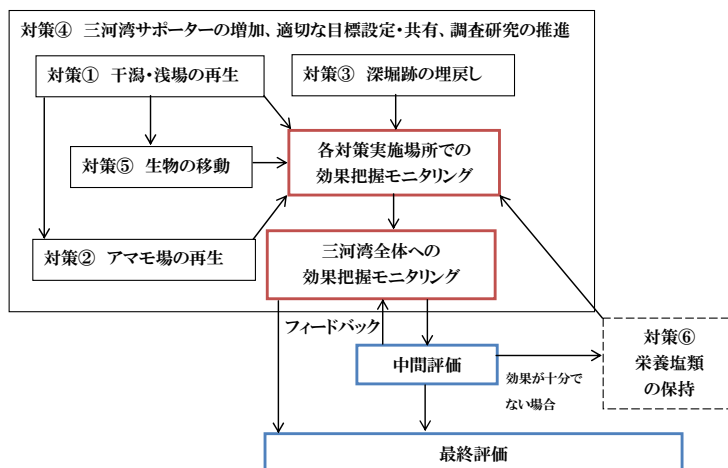 対策④ 三河湾サポーターの増加、適切な目標設定・共有、調査研究の推進
対策① 干潟・浅場の再生
対策③ 深堀跡の埋戻し
各対策実施場所での
効果把握モニタリング
対策⑤ 生物の移動
対策② アマモ場の再生
三河湾全体への
効果把握モニタリング
フィードバック
対策⑥
栄養塩類
の保持
中間評価
効果が十分で
ない場合
最終評価